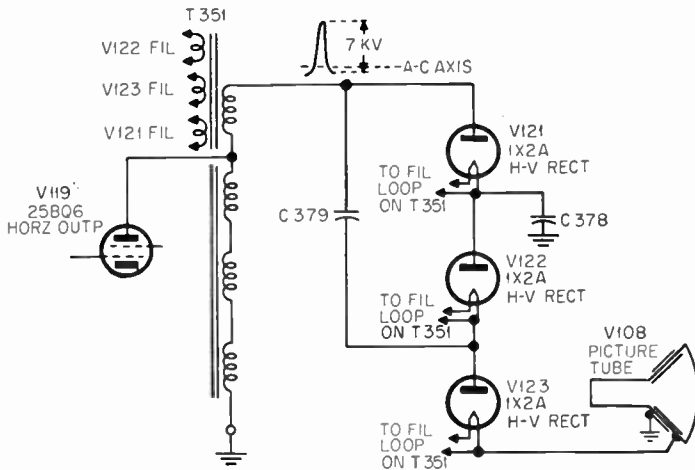 T351
V122 FIL
V123 FIL
V121 FIL
7 KV
A-C AXIS
V119
25BQ6
HORZ OUTP
C379
TO FIL
LOOP
ON T351
V121
1X2A
H-V RECT
C378
TO FIL
LOOP
ON T351
V122
1X2A
H-V RECT
TO FIL
LOOP
ON T351
V123
1X2A
H-V RECT
V108
PICTURE
TUBE